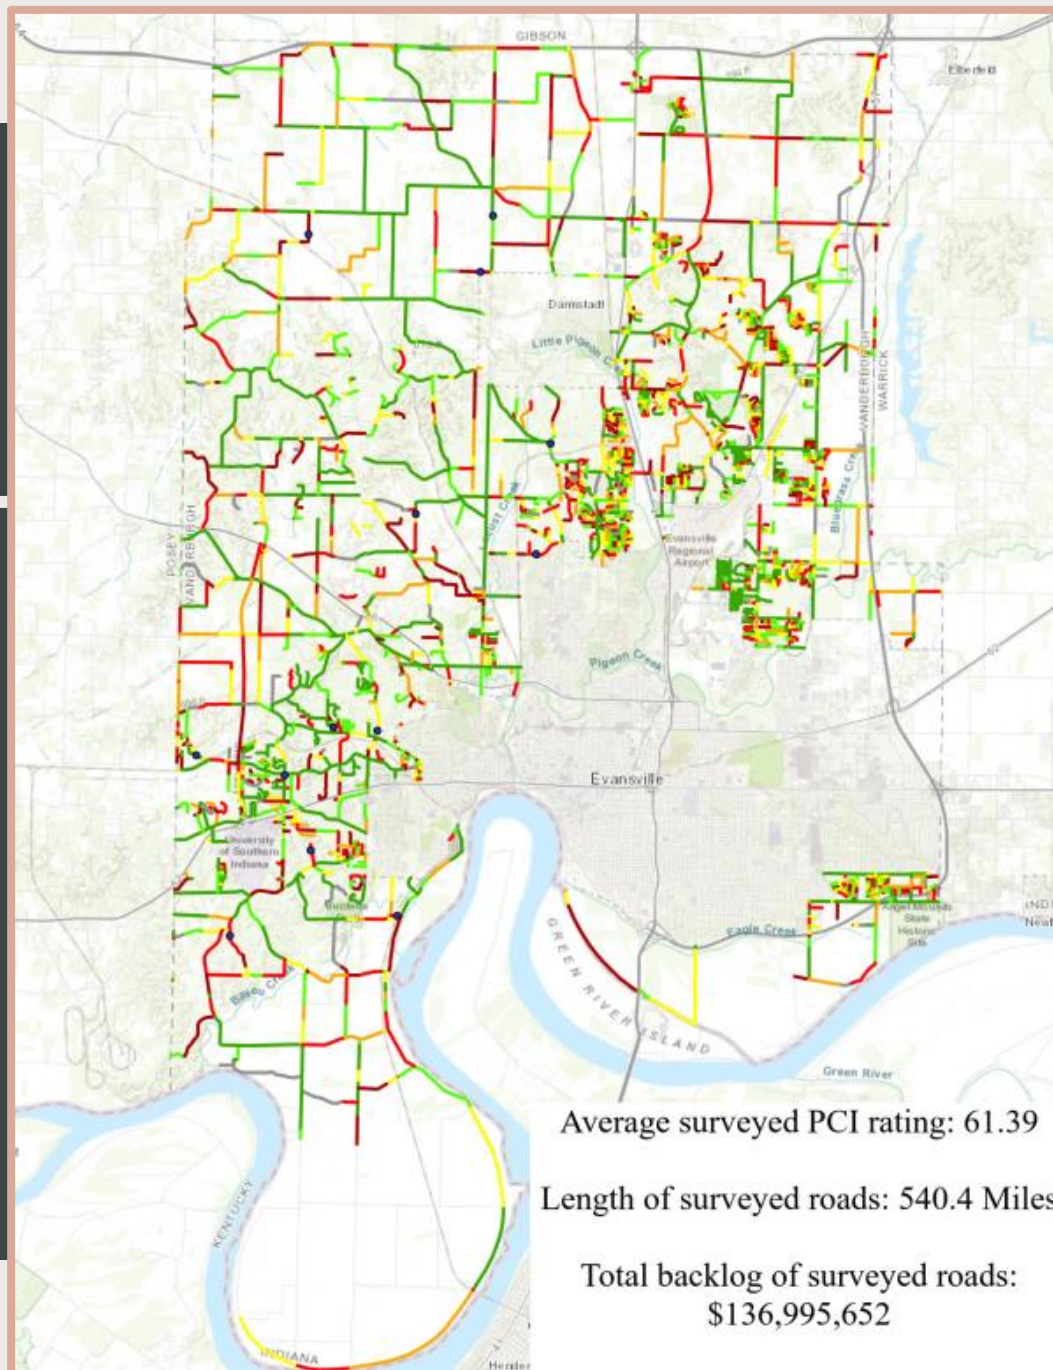 GIBSON
Elberfeld
Darmstadt
Little Pigeon Creek
VANDERBURGH
WARRICK
Locust Creek
Bluegrass Creek
POSEY
VANDERBURGH
Evansville
Regional
Airport
Pigeon Creek
Evansville
University
of Southern
Indiana
Burdette
Park
Angel Mounds
State
Historic
Site
Eagle Creek
Bayou Creek
GREEN RIVER ISLAND
Green River
KENTUCKY
INDIANA
Average surveyed PCI rating: 61.39
Length of surveyed roads: 540.4 Miles
Total backlog of surveyed roads:
$136,995,652